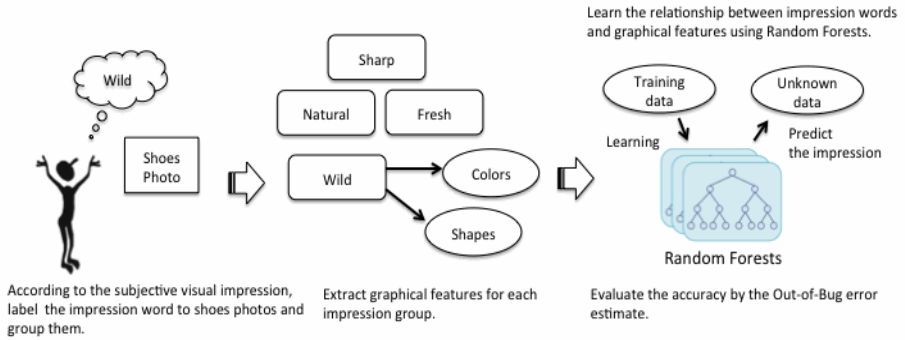 Wild
Shoes
Photo
According to the subjective visual impression,
label the impression word to shoes photos and
group them.
Sharp
Natural
Fresh
Wild
Colors
Shapes
Extract graphical features for each
impression group.
Learn the relationship between impression words
and graphical features using Random Forests.
Training
data
Unknown
data
Learning
Predict
the impression
Random Forests
Evaluate the accuracy by the Out-of-Bug error
estimate.